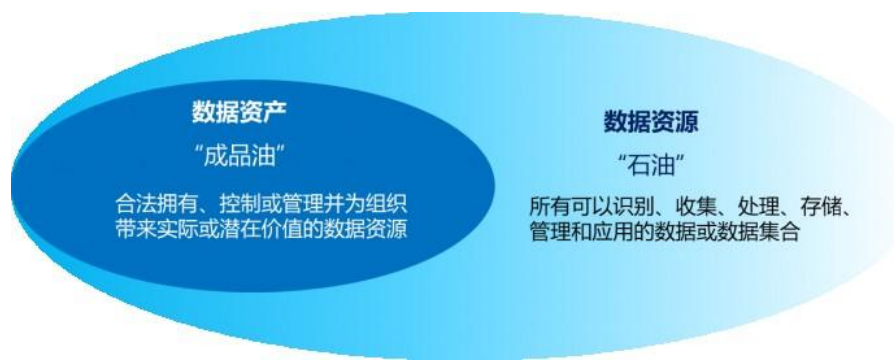 数据资产
“成品油”
合法拥有、控制或管理并为组织
带来实际或潜在价值的数据资源
数据资源
“石油”
所有可以识别、收集、处理、存储、
管理和应用的数据或数据集合